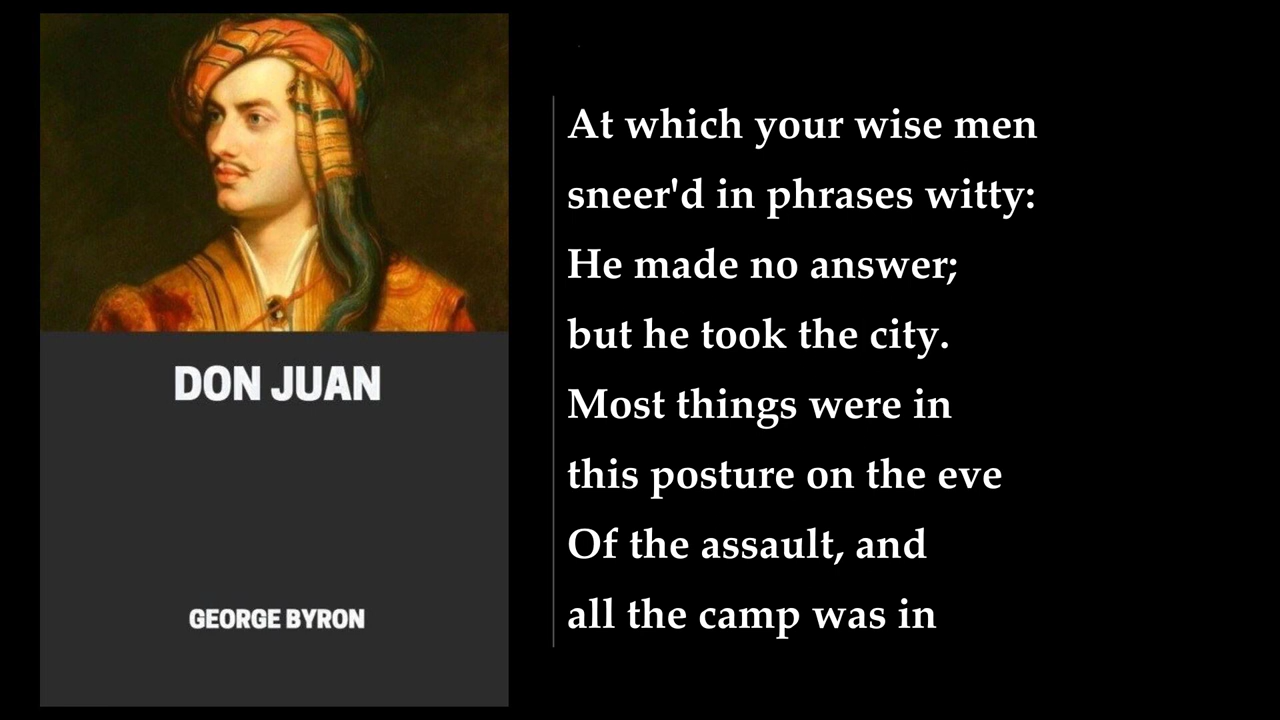 DON JUAN
GEORGE BYRON
At which your wise men
sneer'd in phrases witty:
He made no answer;
but he took the city.
Most things were in
this posture on the eve
Of the assault, and
all the camp was in